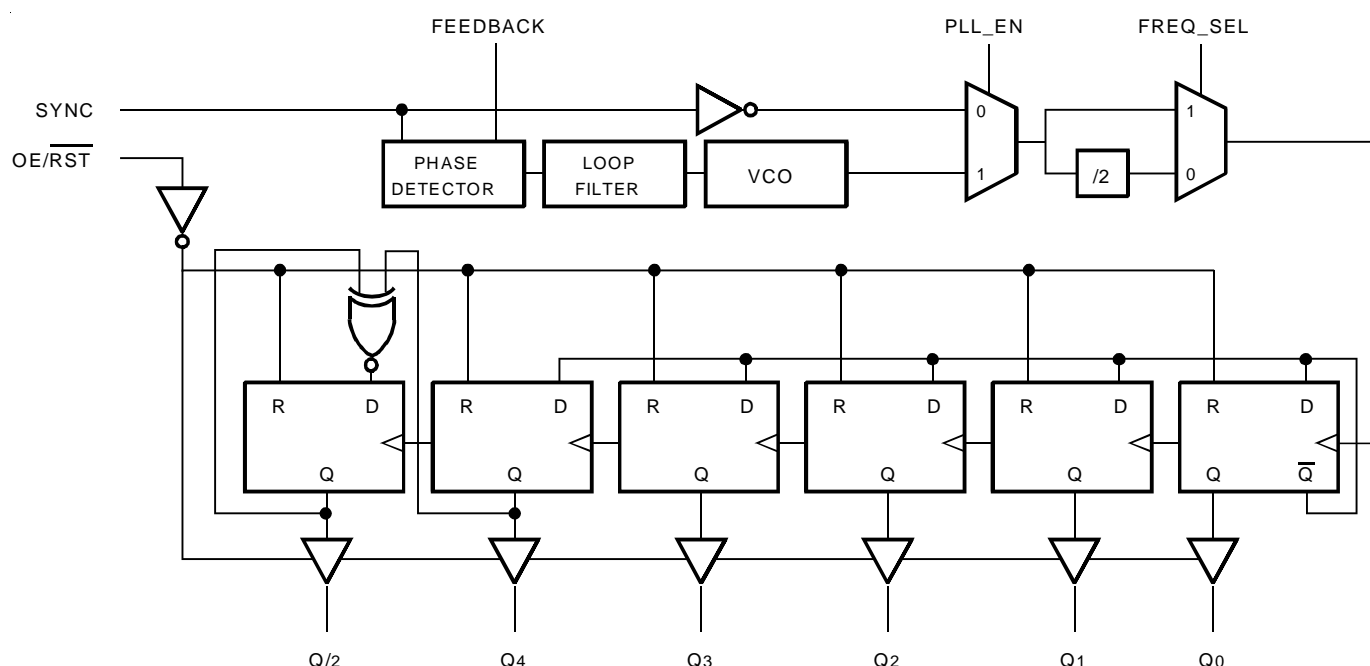 FEEDBACK
PLL_EN
FREQ_SEL
SYNC
OE/RST
PHASE
DETECTOR
LOOP
FILTER
VCO
0
1
/2
1
0
R D
Q
R D
Q
R D
Q
R D
Q
R D
Q
R D
Q Q̅
Q/2
Q4
Q3
Q2
Q1
Q0